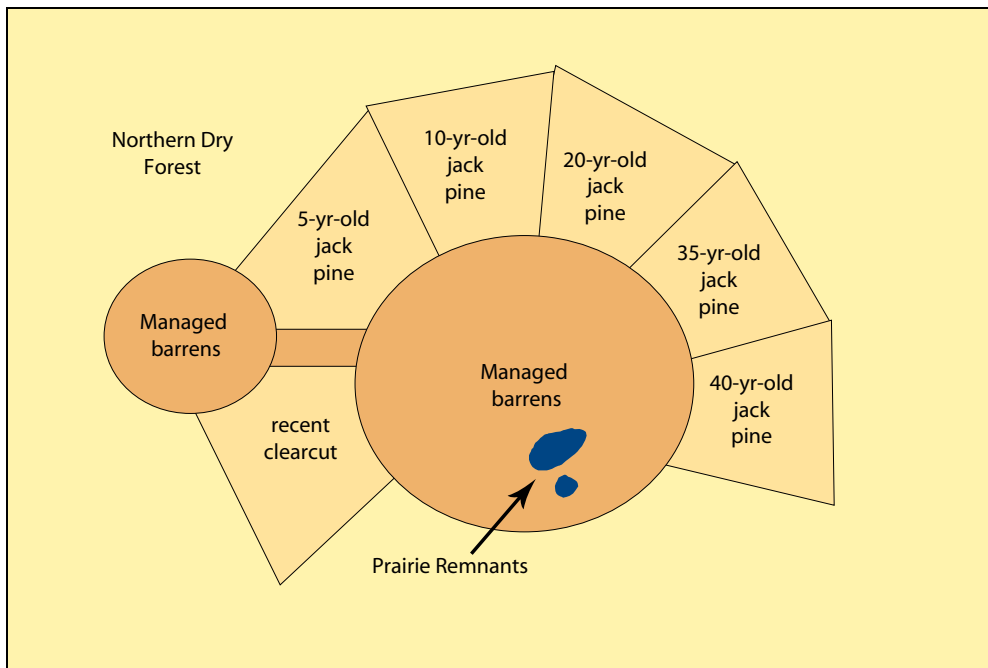 Northern Dry
Forest
10-yr-old
jack
pine
20-yr-old
jack
pine
5-yr-old
jack
pine
35-yr-old
jack
pine
Managed
barrens
Managed
barrens
40-yr-old
jack
pine
recent
clearcut
Prairie Remnants